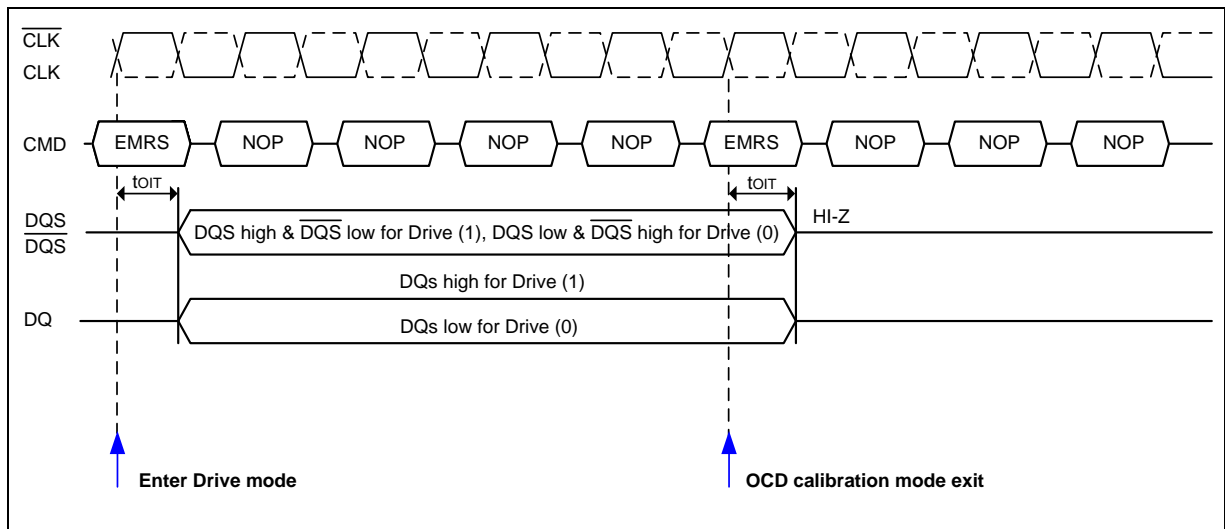 CLK
CLK
CMD
EMRS NOP NOP NOP NOP EMRS NOP NOP NOP
tOIT tOIT
DQS
DQS
DQS high & DQS low for Drive (1), DQS low & DQS high for Drive (0)
HI-Z
DQs high for Drive (1)
DQ
DQs low for Drive (0)
Enter Drive mode
OCD calibration mode exit